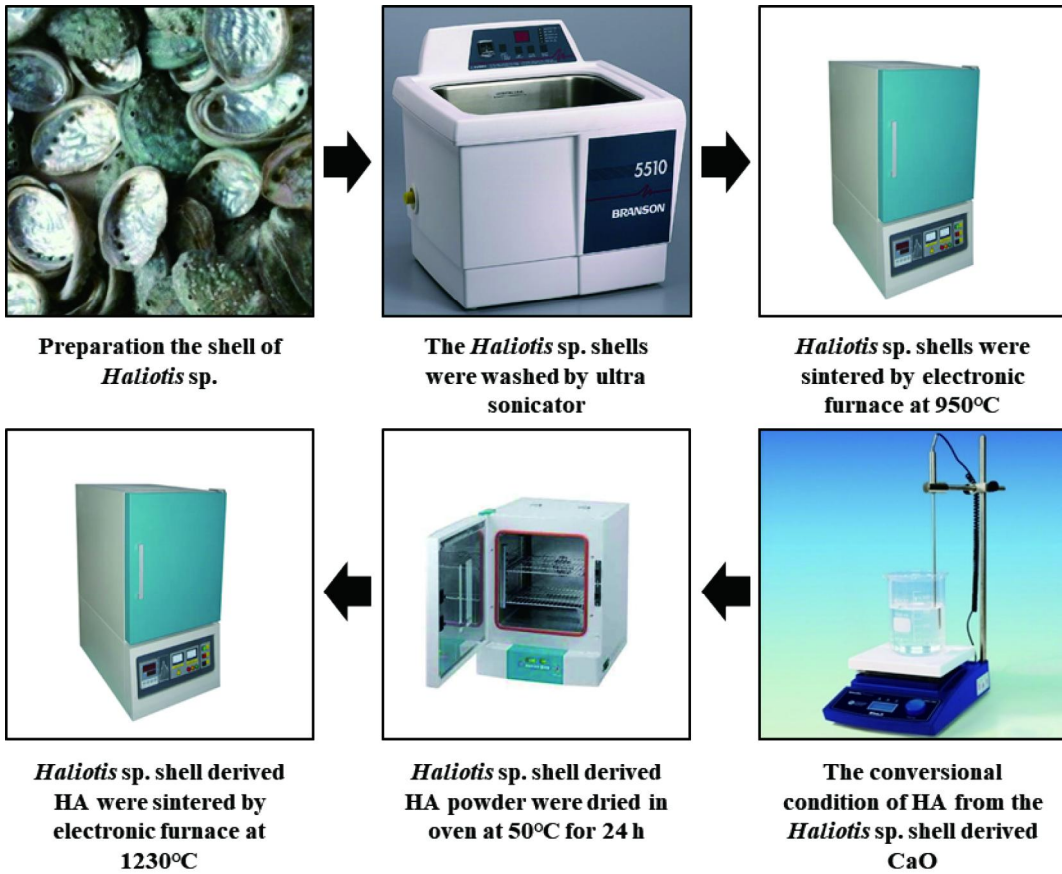 5510
BRANSON
Preparation the shell of
Haliotis sp.
The Haliotis sp. shells
were washed by ultra
sonicator
Haliotis sp. shells were
sintered by electronic
furnace at 950°C
Haliotis sp. shell derived
HA were sintered by
electronic furnace at
1230°C
Haliotis sp. shell derived
HA powder were dried in
oven at 50°C for 24 h
The conversional
condition of HA from the
Haliotis sp. shell derived
CaO